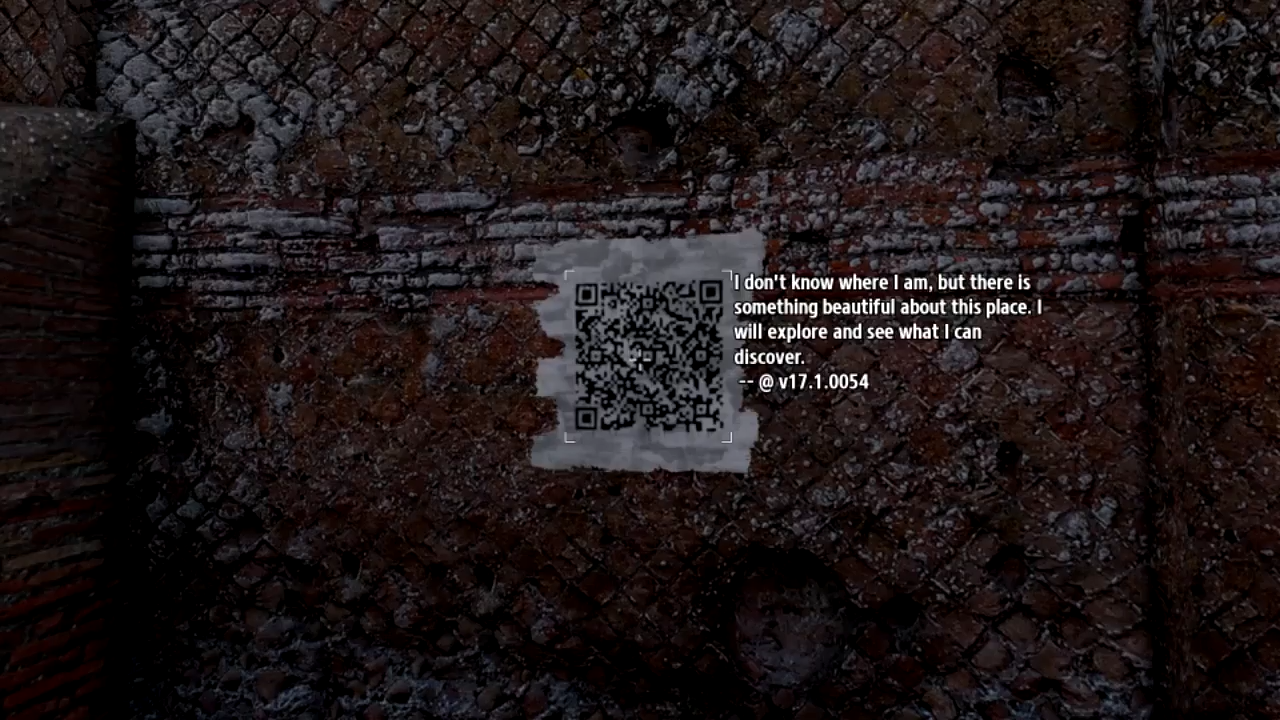 I don't know where I am, but there is
something beautiful about this place. I
will explore and see what I can
discover.
-- @ v17.1.0054